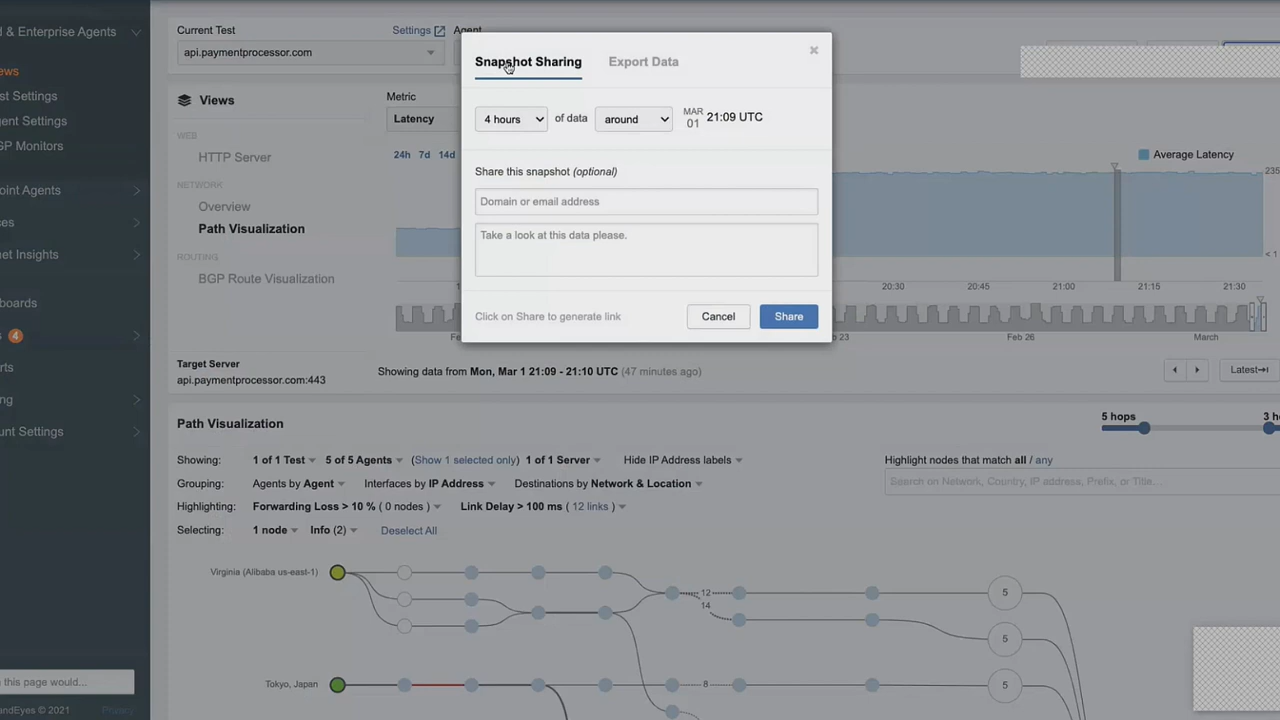 d & Enterprise Agents
ews
st Settings
gent Settings
GP Monitors
oint Agents
ces
et Insights
boards
s 4
rts
ng
unt Settings
this page would...
andEyes © 2021 Privacy
Current Test
Settings
Agent
api.paymentprocessor.com
Views
WEB
HTTP Server
NETWORK
Overview
Path Visualization
ROUTING
BGP Route Visualization
Target Server
api.paymentprocessor.com:443
Metric
Latency
24h 7d 14d
Average Latency
235
< 1
20:30 20:45 21:00 21:15 21:30
Fe
23 Feb 26 March
Snapshot Sharing Export Data
4 hours of data around MAR 01 21:09 UTC
Share this snapshot (optional)
Domain or email address
Take a look at this data please.
Click on Share to generate link Cancel Share
Showing data from Mon, Mar 1 21:09 - 21:10 UTC (47 minutes ago)
Latest
Path Visualization
5 hops 3 h
Showing: 1 of 1 Test 5 of 5 Agents (Show 1 selected only) 1 of 1 Server Hide IP Address labels
Grouping: Agents by Agent Interfaces by IP Address Destinations by Network & Location
Highlighting: Forwarding Loss > 10 % ( 0 nodes ) Link Delay > 100 ms ( 12 links )
Selecting: 1 node Info (2) Deselect All
Highlight nodes that match all / any
Search on Network, Country, IP address, Prefix, or Title...
Virginia (Alibaba us-east-1)
12 5
14
5
Tokyo, Japan 8 5